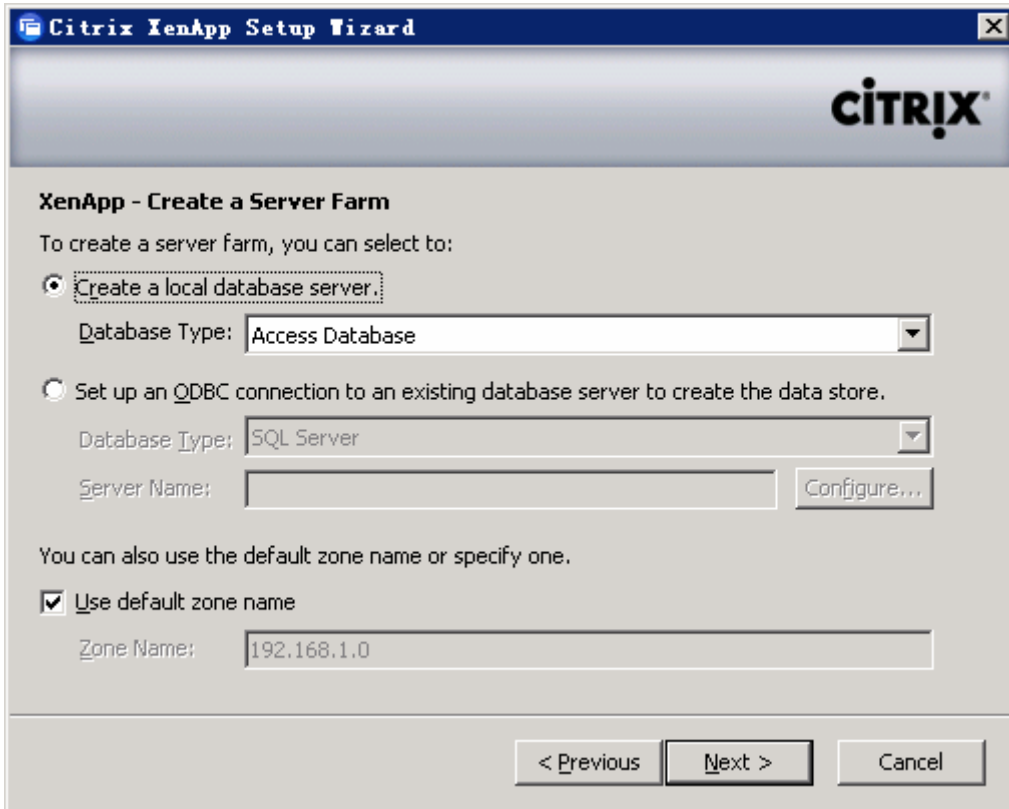 Citrix XenApp Setup Wizard
CİTRIX
XenApp - Create a Server Farm
To create a server farm, you can select to:
Create a local database server.
Database Type: Access Database
Set up an ODBC connection to an existing database server to create the data store.
Database Type: SQL Server
Server Name: Configure...
You can also use the default zone name or specify one.
Use default zone name
Zone Name: 192.168.1.0
< Previous Next > Cancel